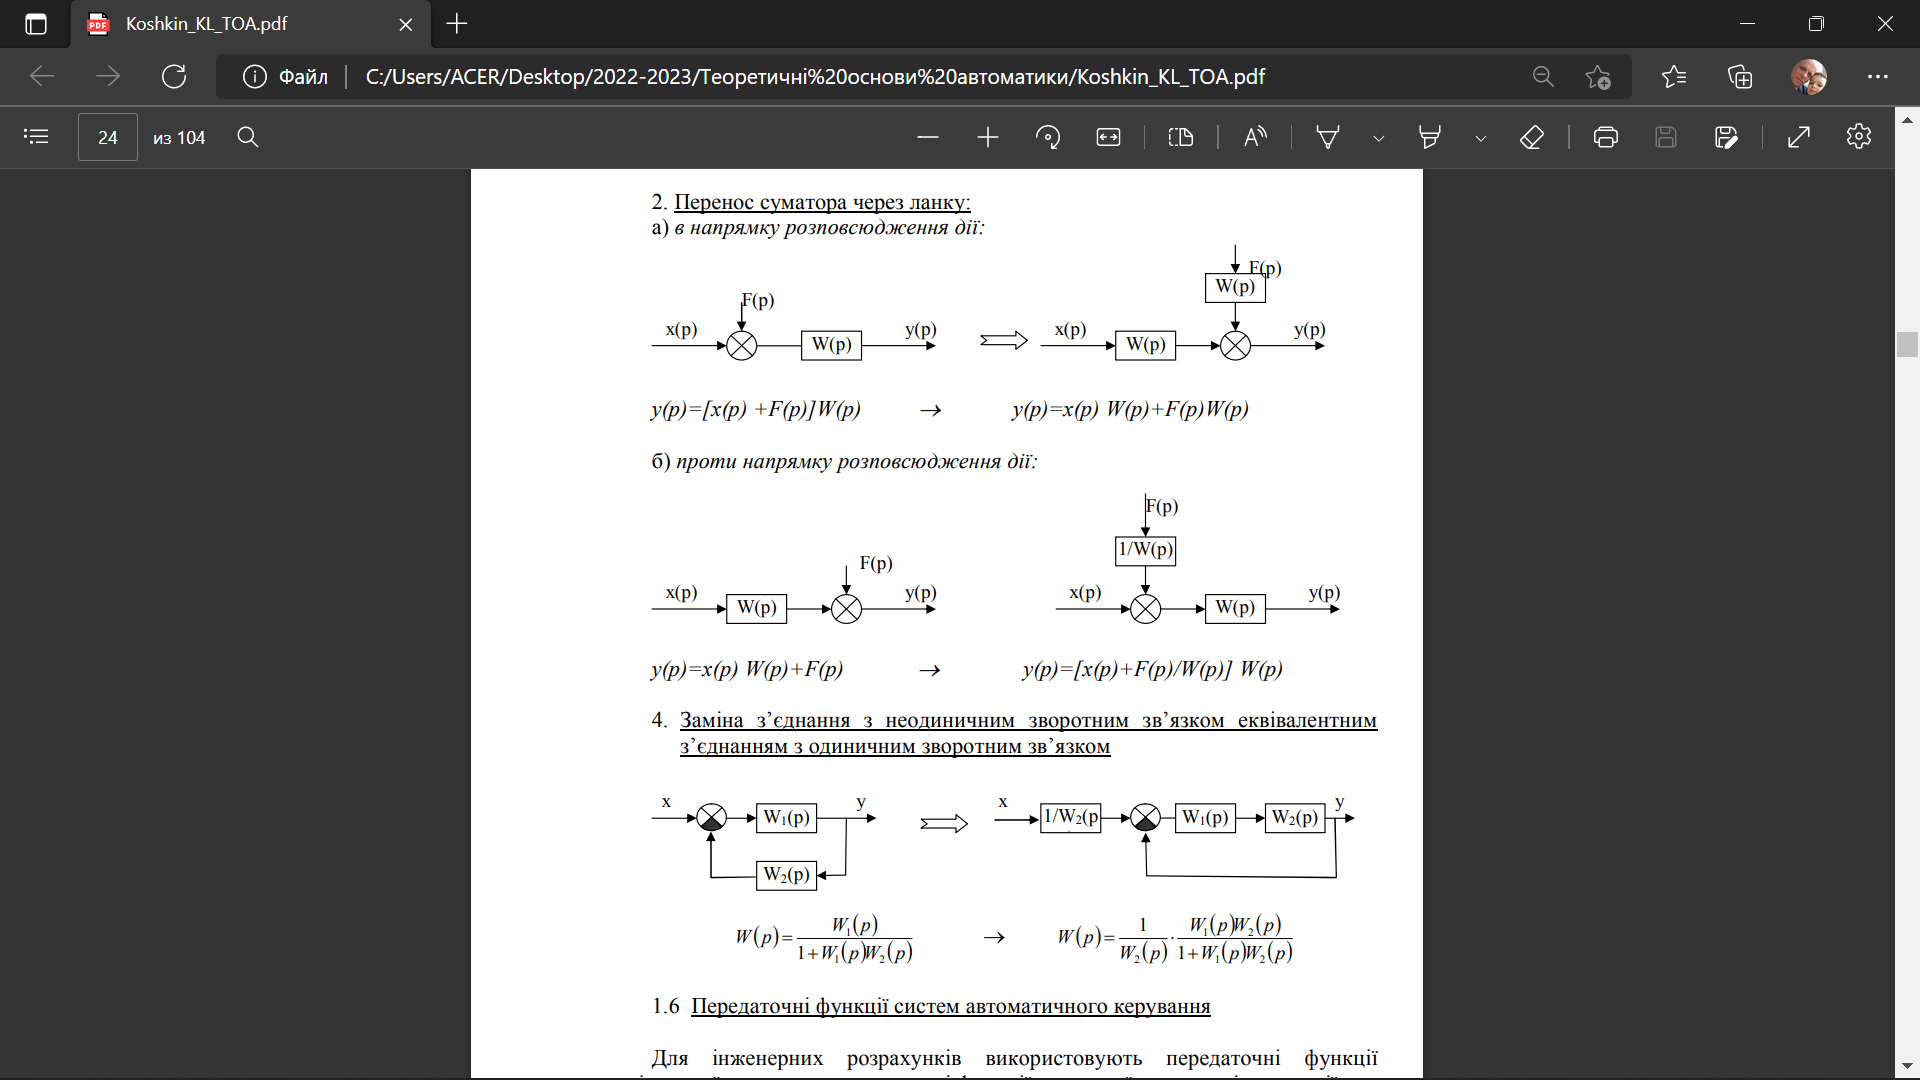 Koshkin_KL_TOA.pdf
Файл C:/Users/ACER/Desktop/2022-2023/Теоретичні%20основи%20автоматики/Koshkin_KL_TOA.pdf
24 из 104
2. Перенос суматора через ланку:
а) в напрямку розповсюдження дії:
F(p)
W(p)
F(p)
x(p) W(p) y(p) x(p) W(p) y(p)
y(p)=[x(p) +F(p)]W(p) → y(p)=x(p) W(p)+F(p)W(p)
б) проти напрямку розповсюдження дії:
F(p)
1/W(p)
F(p)
x(p) W(p) y(p) x(p) W(p) y(p)
y(p)=x(p) W(p)+F(p) → y(p)=[x(p)+F(p)/W(p)] W(p)
4. Заміна з’єднання з неодиничним зворотним зв’язком еквівалентним
з’єднанням з одиничним зворотним зв’язком
x W₁(p) y x 1/W₂(p W₁(p) W₂(p) y
W₂(p)
W(p)= W₁(p) / 1+W₁(p)W₂(p) → W(p)= 1 / W₂(p) · W₁(p)W₂(p) / 1+W₁(p)W₂(p)
1.6 Передаточні функції систем автоматичного керування
Для інженерних розрахунків використовують передаточні функції